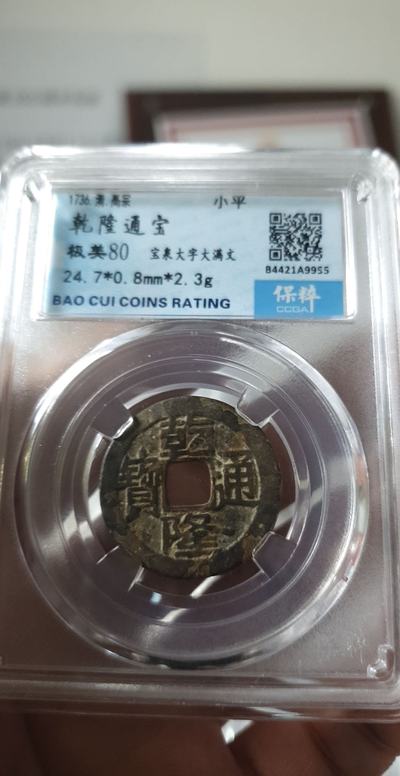 1736.清.高宗 小平
乾隆通宝
极美80 宝泉大字大满文
24.7*0.8mm*2.3g B4421A9955
BAO CUI COINS RATING 保粹
CCGA
乾
寶 通
隆